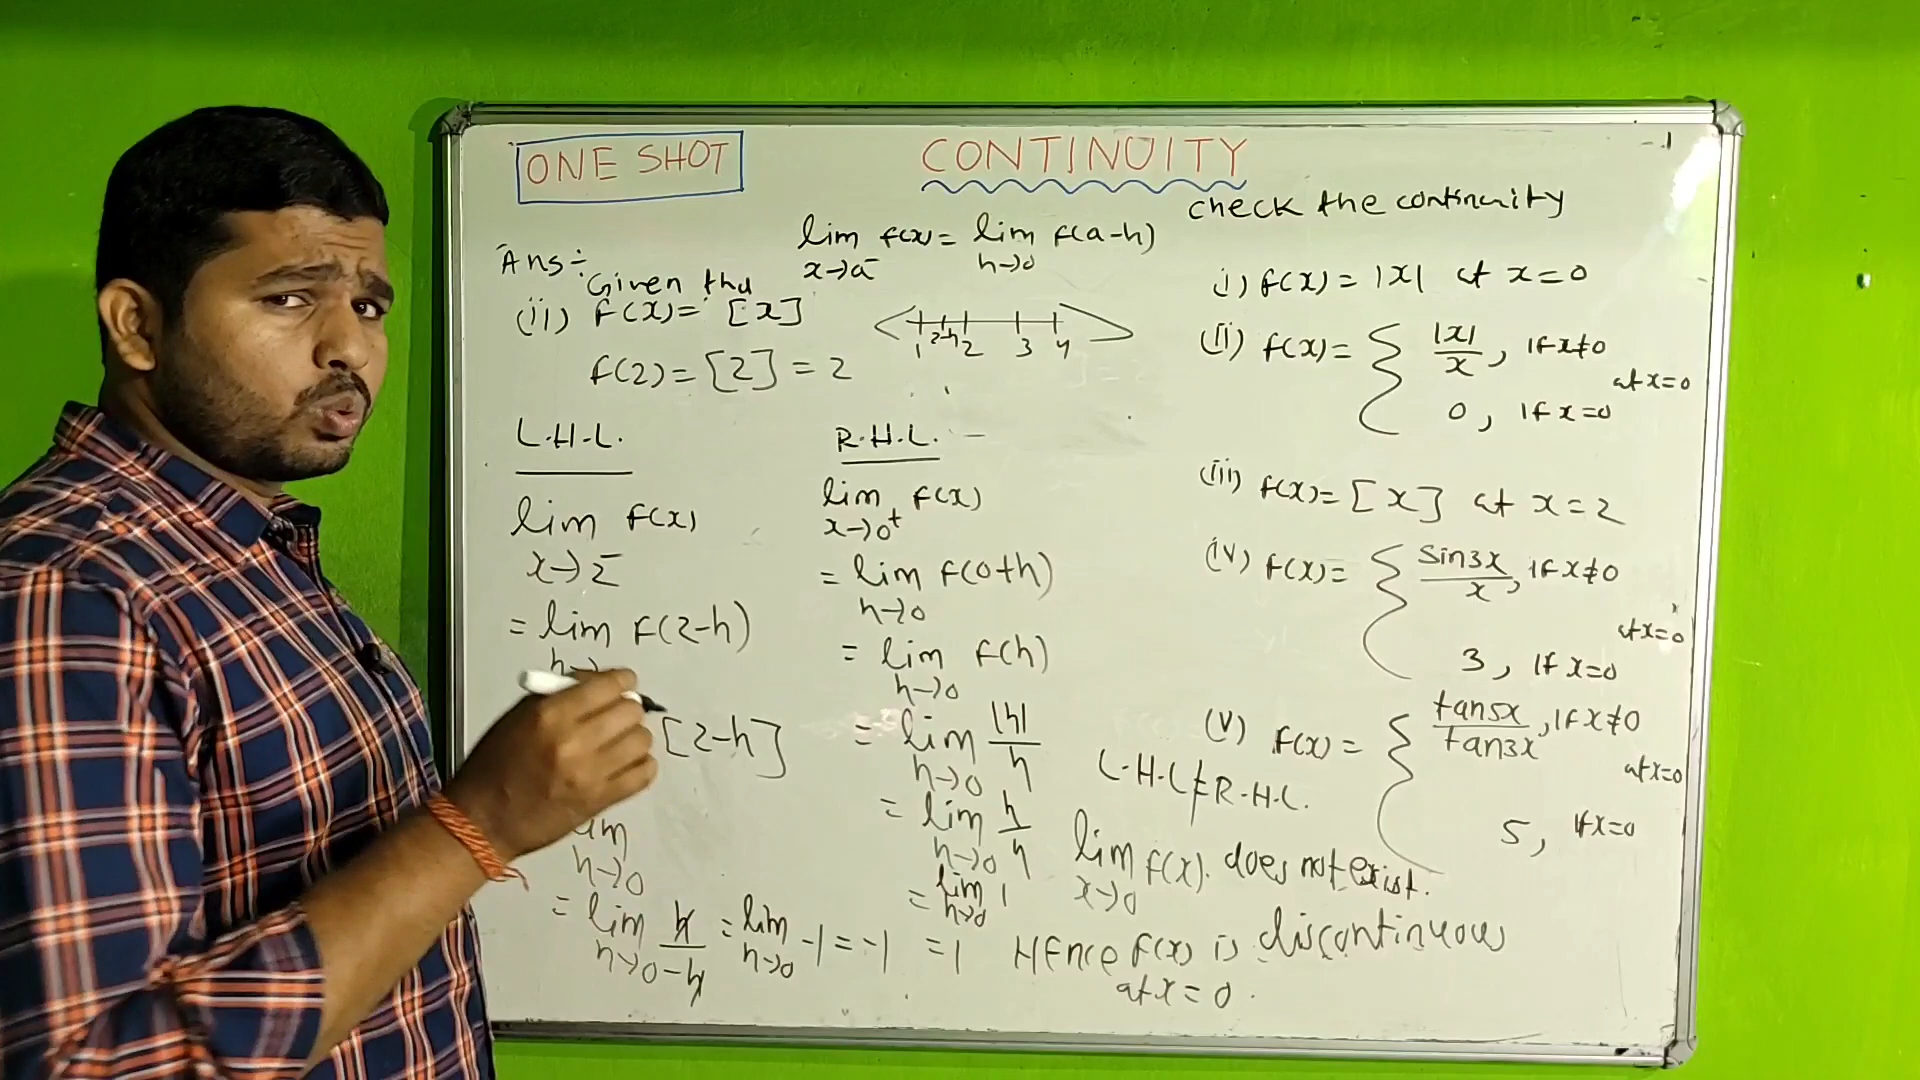 ONE SHOT
CONTINUITY
check the continuity
lim f(x) = lim f(a-h)
x→a⁻ h→0
Ans:-
Given tha
(ii) f(x) = [x]
1 2-h 2 3 4
f(2) = [2] = 2
L.H.L.
lim f(x)
x→2⁻
= lim f(2-h)
h→
[2-h]
lim
h→0
= lim h/-h = lim -1 = -1
h→0 h→0
R.H.L.
lim f(x)
x→0⁺
= lim f(0+h)
h→0
= lim f(h)
h→0
= lim |h|/h
h→0
= lim h/h
h→0
= lim 1
h→0
= 1
L.H.L ≠ R.H.L.
lim f(x) does not exist.
x→0
Hence f(x) is discontinuous
at x = 0.
i) f(x) = |x| at x = 0
(ii) f(x) = { |x|/x, if x≠0
at x=0
0, if x=0
(iii) f(x) = [x] at x = 2
(iv) f(x) = { sin3x/x, if x≠0
at x=0
3, if x=0
(v) f(x) = { tan5x/tan3x, if x≠0
at x=0
5, if x=0